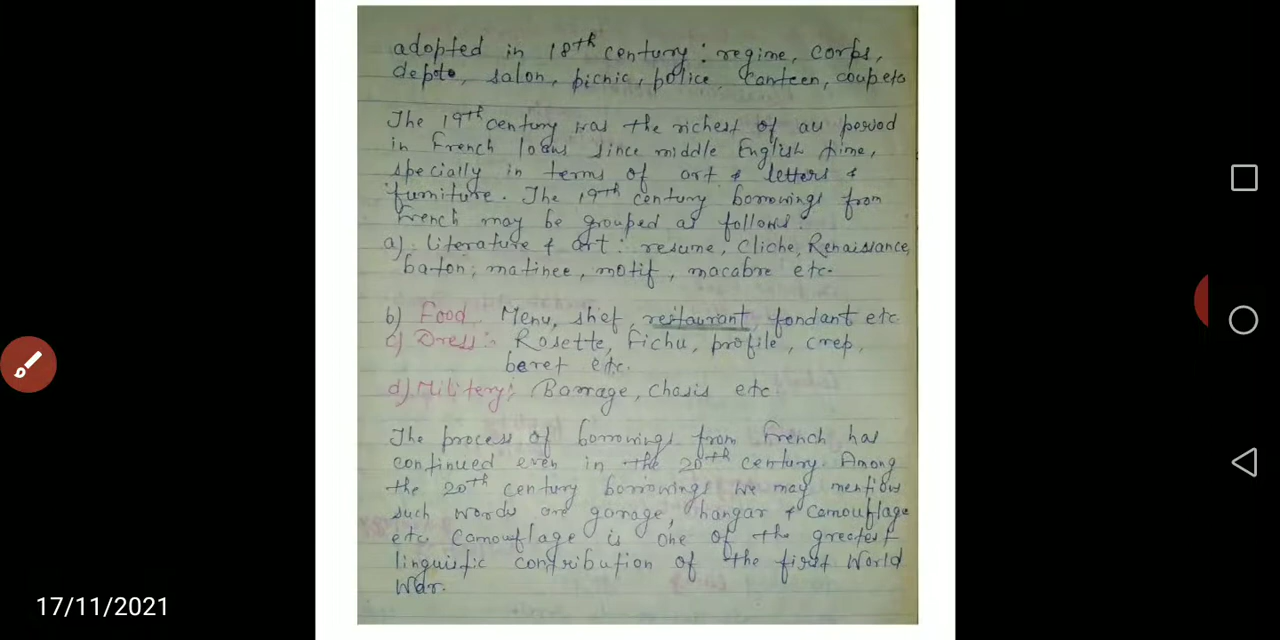 adopted in 18th century: regime, corps,
depto, salon, picnic, police, canteen, coup etc
The 19th century was the richest of all period
in French loans since middle English time,
specially in terms of art & letters &
furniture. The 19th century borrowings from
French may be grouped as follows:
a) Literature & art: resume, Cliche, Renaissance,
baton, matinee, motif, macabre etc.
b) Food Menu, shef, restaurant, fondant etc
c) Dress: Rosette, Fichu, profile, crep,
beret etc.
d) Militery: Barrage, Chasis etc
The process of borrowings from French has
continued even in the 20th century. Among
the 20th century borrowings we may mention
such words are garage, hangar & camouflage
etc. Camouflage is one of the greatest
linguistic contribution of the first World
War.
17/11/2021